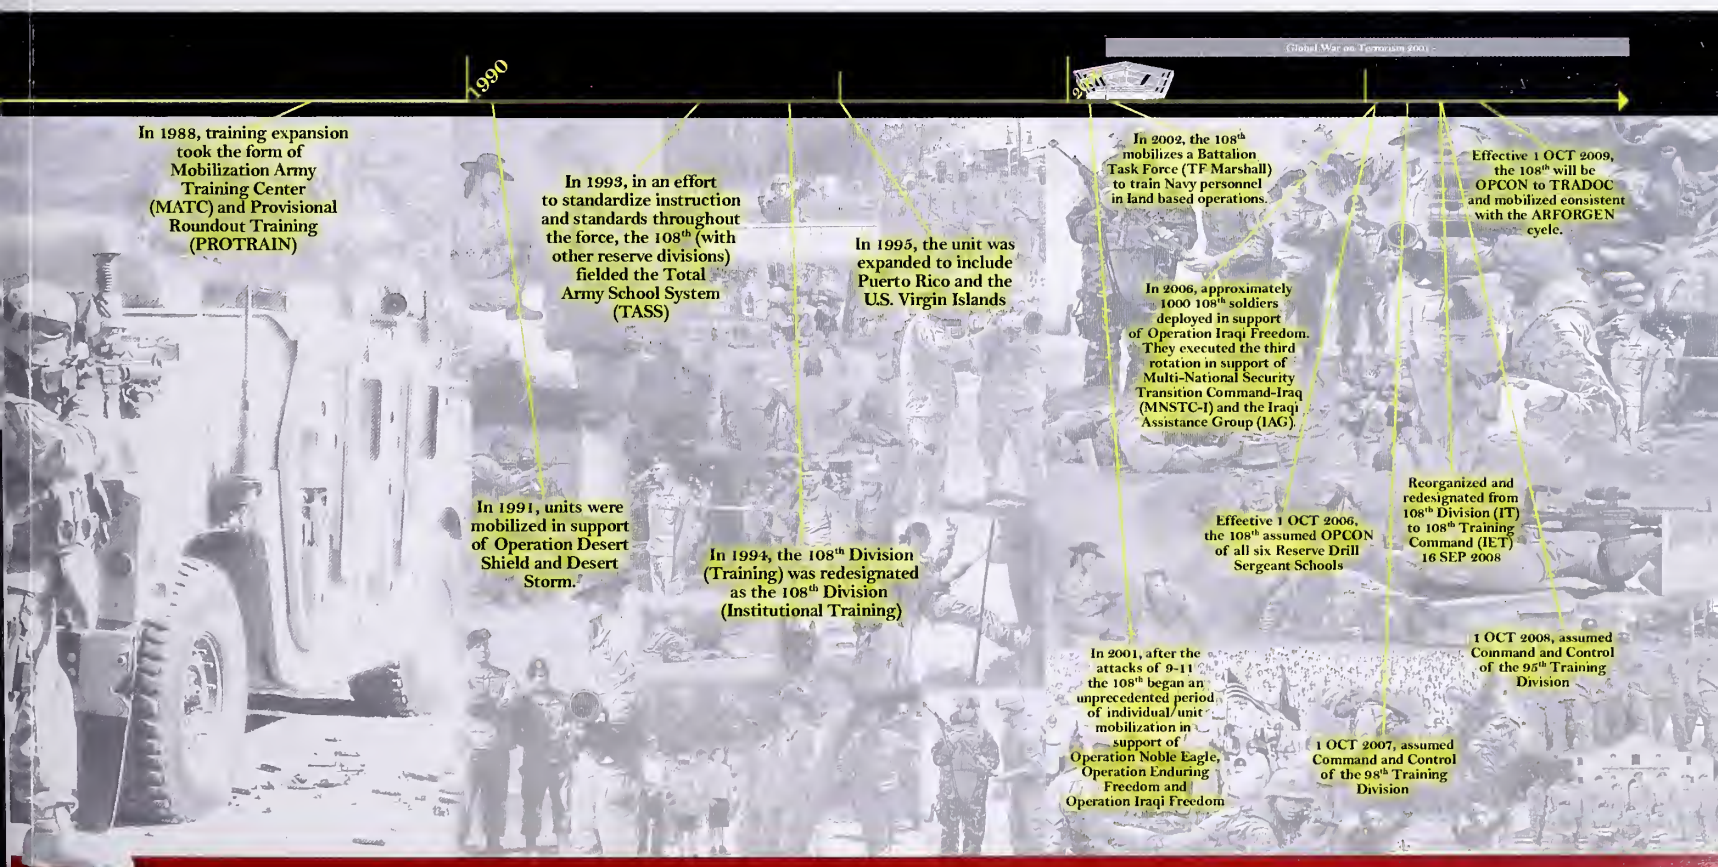 Global War on Terrorism 2001 -
1990
In 1988, training expansion
took the form of
Mobilization Army
Training Center
(MATC) and Provisional
Roundout Training
(PROTRAIN)
In 1991, units were
mobilized in support
of Operation Desert
Shield and Desert
Storm.
In 1993, in an effort
to standardize instruction
and standards throughout
the force, the 108th (with
other reserve divisions)
fielded the Total
Army School System
(TASS)
In 1994, the 108th Division
(Training) was redesignated
as the 108th Division
(Institutional Training)
In 1995, the unit was
expanded to include
Puerto Rico and the
U.S. Virgin Islands
In 2001, after the
attacks of 9-11
the 108th began an
unprecedented period
of individual/unit
mobilization in
support of
Operation Noble Eagle,
Operation Enduring
Freedom and
Operation Iraqi Freedom
In 2002, the 108th
mobilizes a Battalion
Task Force (TF Marshall)
to train Navy personnel
in land based operations.
In 2006, approximately
1000 108th soldiers
deployed in support
of Operation Iraqi Freedom.
They executed the third
rotation in support of
Multi-National Security
Transition Command-Iraq
(MNSTC-I) and the Iraqi
Assistance Group (IAG).
Effective 1 OCT 2006,
the 108th assumed OPCON
of all six Reserve Drill
Sergeant Schools
1 OCT 2007, assumed
Command and Control
of the 98th Training
Division
Reorganized and
redesignated from
108th Division (IT)
to 108th Training
Command (IET)
16 SEP 2008
1 OCT 2008, assumed
Command and Control
of the 95th Training
Division
Effective 1 OCT 2009,
the 108th will be
OPCON to TRADOC
and mobilized consistent
with the ARFORGEN
cycle.